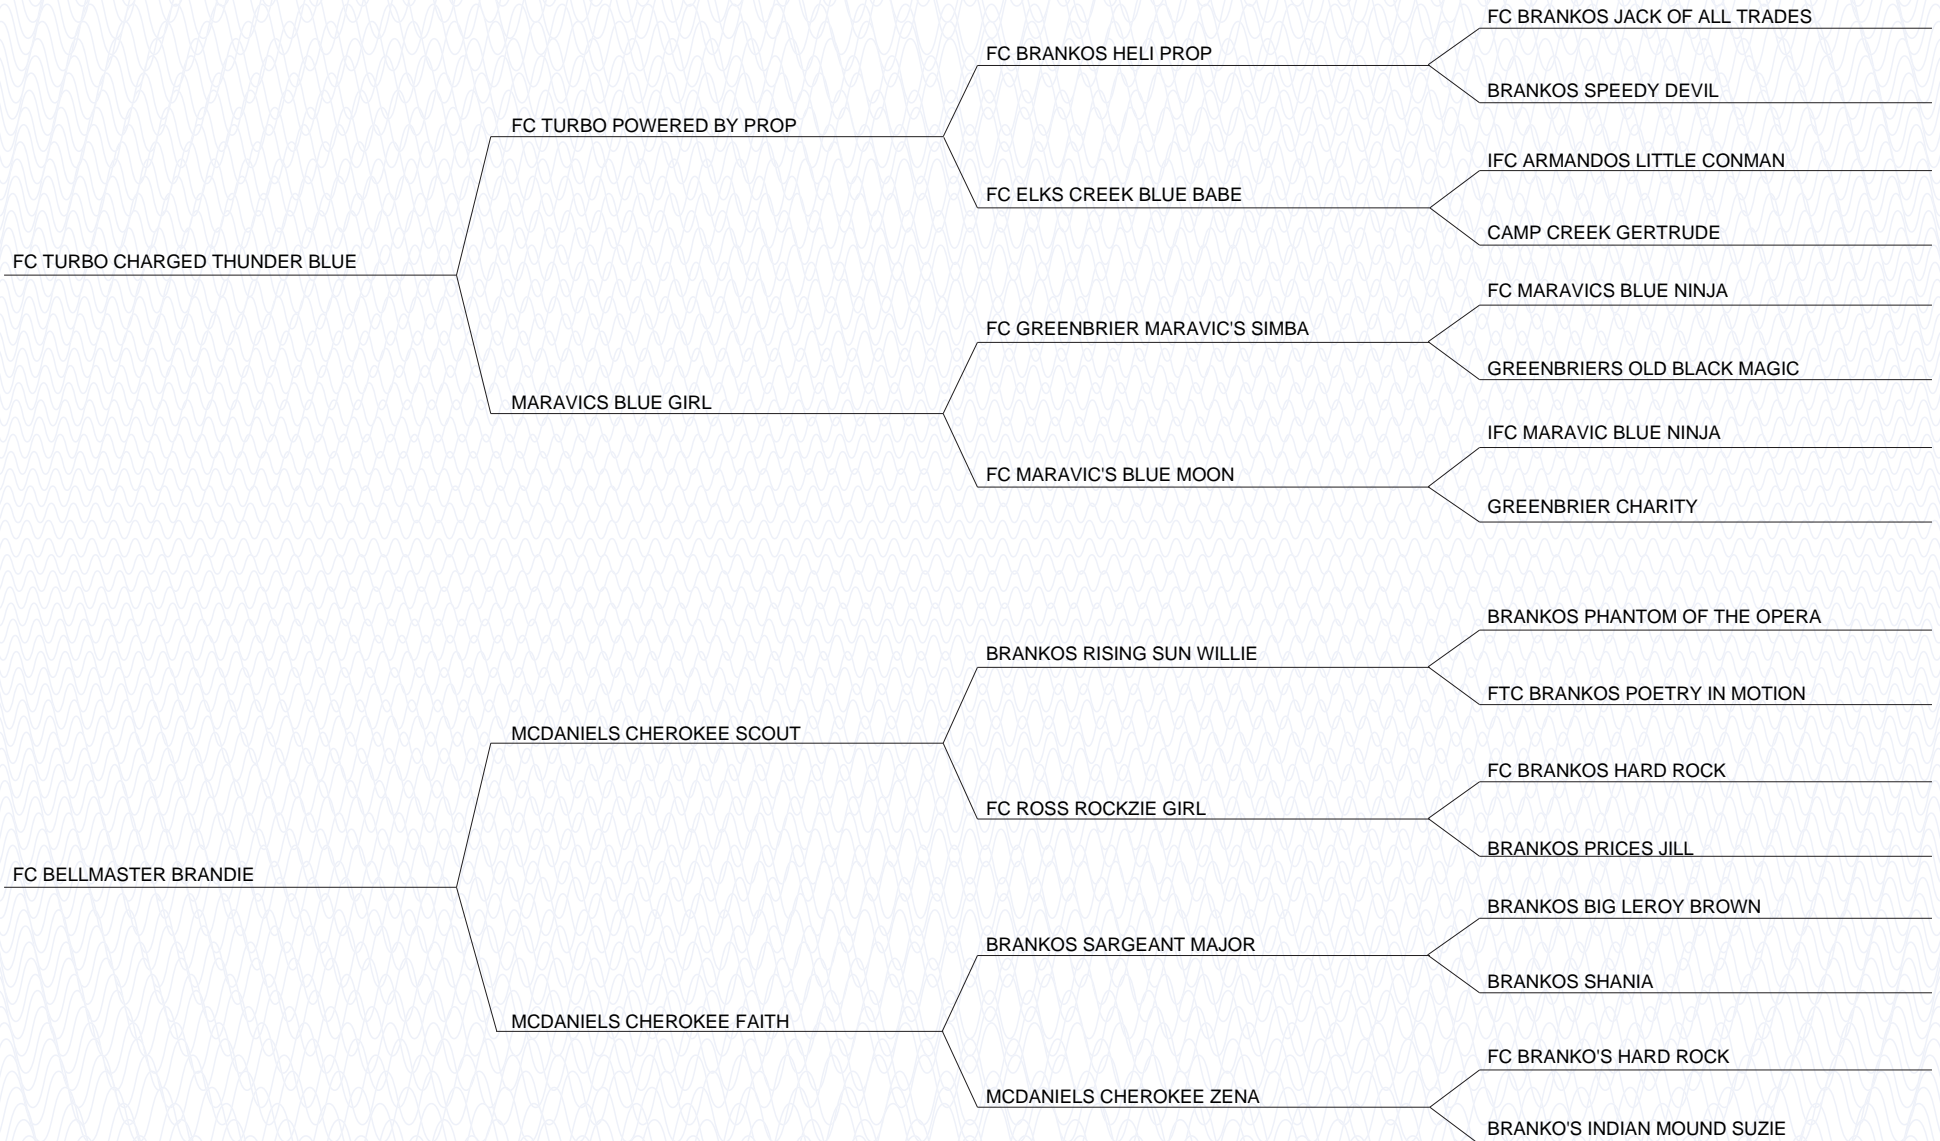 FC BRANKOS JACK OF ALL TRADES
FC BRANKOS HELI PROP
BRANKOS SPEEDY DEVIL
FC TURBO POWERED BY PROP
IFC ARMANDOS LITTLE CONMAN
FC ELKS CREEK BLUE BABE
CAMP CREEK GERTRUDE
FC TURBO CHARGED THUNDER BLUE
FC MARAVICS BLUE NINJA
FC GREENBRIER MARAVIC'S SIMBA
GREENBRIERS OLD BLACK MAGIC
MARAVICS BLUE GIRL
IFC MARAVIC BLUE NINJA
FC MARAVIC'S BLUE MOON
GREENBRIER CHARITY
BRANKOS PHANTOM OF THE OPERA
BRANKOS RISING SUN WILLIE
FTC BRANKOS POETRY IN MOTION
MCDANIELS CHEROKEE SCOUT
FC BRANKOS HARD ROCK
FC ROSS ROCKZIE GIRL
BRANKOS PRICES JILL
FC BELLMASTER BRANDIE
BRANKOS BIG LEROY BROWN
BRANKOS SARGEANT MAJOR
BRANKOS SHANIA
MCDANIELS CHEROKEE FAITH
FC BRANKO'S HARD ROCK
MCDANIELS CHEROKEE ZENA
BRANKO'S INDIAN MOUND SUZIE